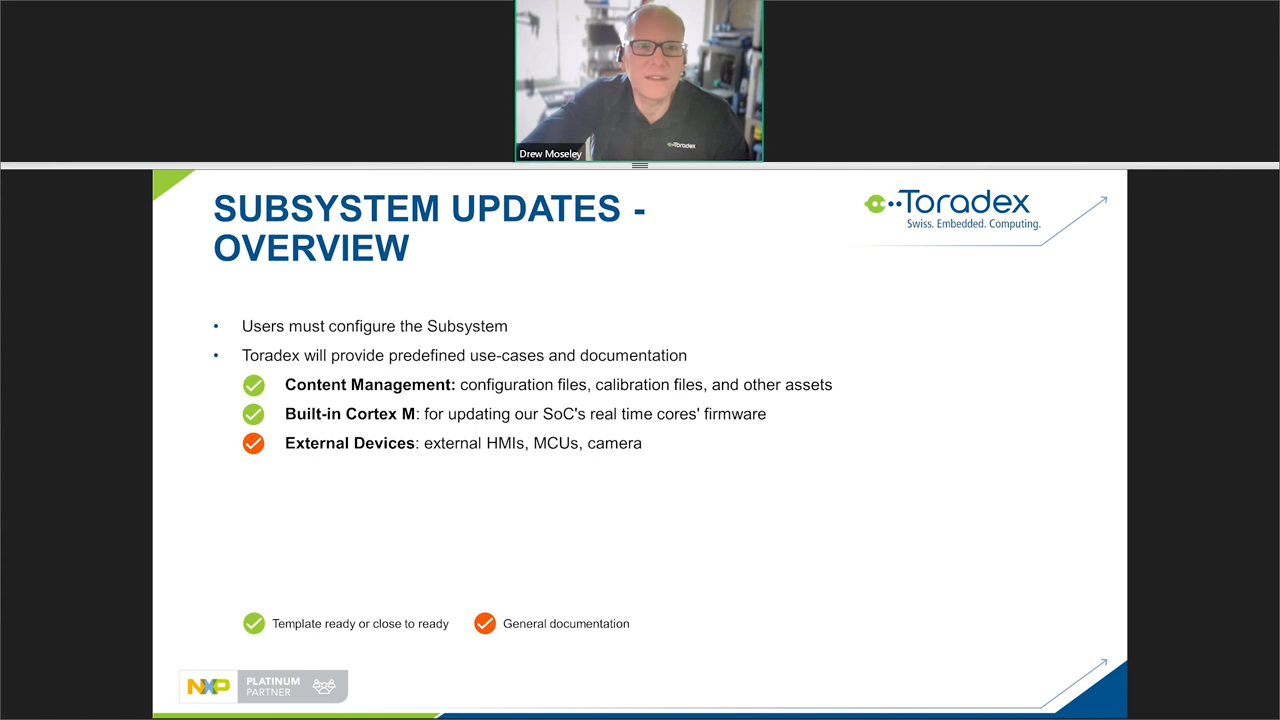 Drew Moseley
Toradex
SUBSYSTEM UPDATES -
OVERVIEW
Toradex
Swiss. Embedded. Computing.
• Users must configure the Subsystem
• Toradex will provide predefined use-cases and documentation
Content Management: configuration files, calibration files, and other assets
Built-in Cortex M: for updating our SoC's real time cores' firmware
External Devices: external HMIs, MCUs, camera
Template ready or close to ready
General documentation
NXP
PLATINUM
PARTNER